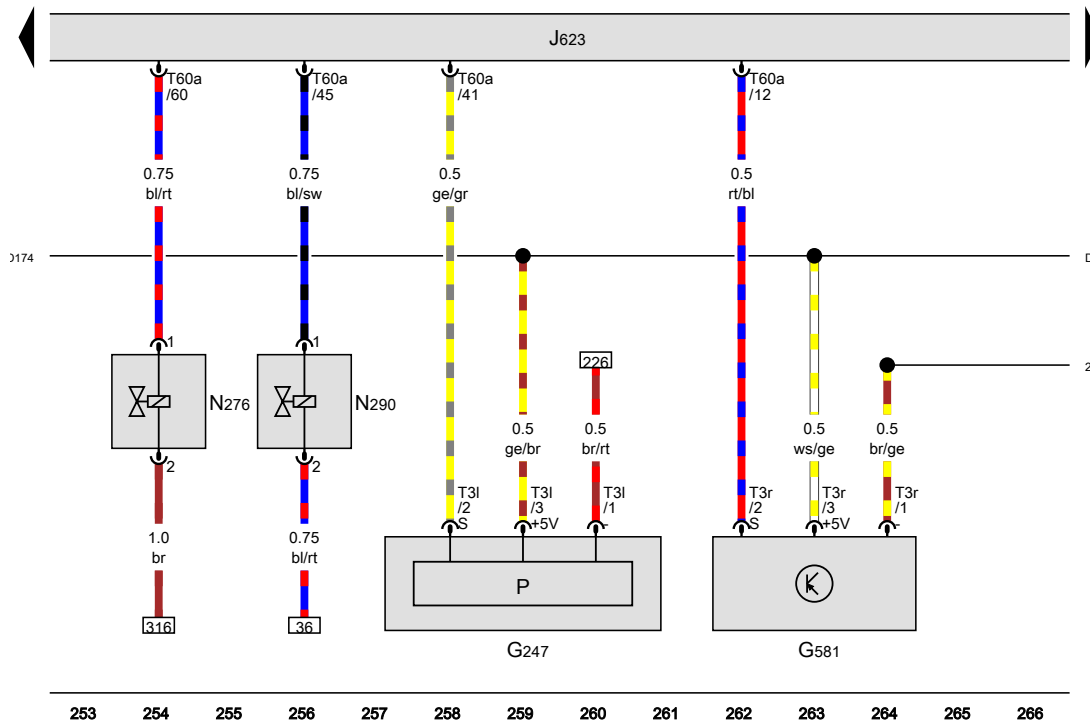 J623
T60a
/60
T60a
/45
T60a
/41
T60a
/12
0.75
bl/rt
0.75
bl/sw
0.5
ge/gr
0.5
rt/bl
D174
1
1
226
N276
N290
0.5
ge/br
0.5
br/rt
0.5
ws/ge
0.5
br/ge
2
2
T3l
/2
S
T3l
/3
+5V
T3l
/1
-
T3r
/2
S
T3r
/3
+5V
T3r
/1
-
1.0
br
0.75
bl/rt
P
316
36
G247
G581
253 254 255 256 257 258 259 260 261 262 263 264 265 266